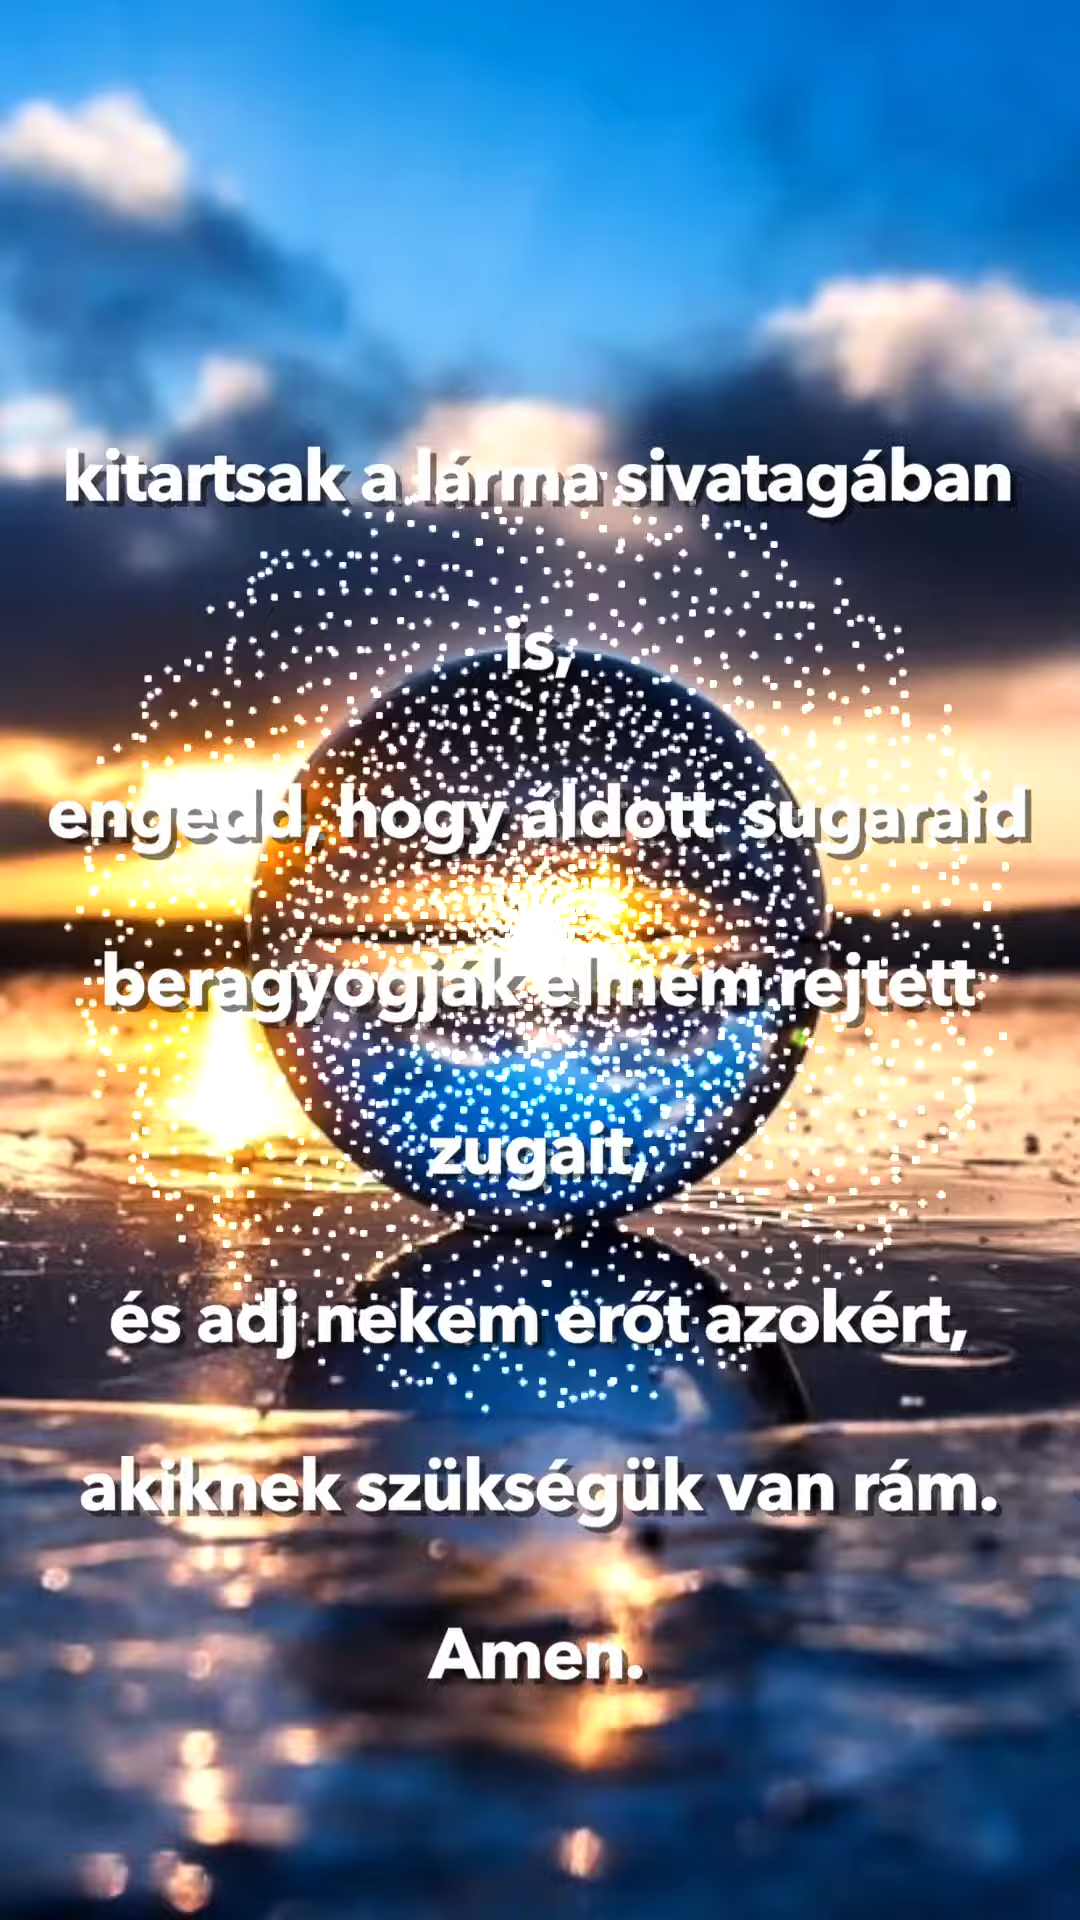 kitartsak a lárma sivatagában
is,
engedd, hogy áldott sugaraid
beragyogják elmém rejtett
zugait,
és adj nekem erőt azokért,
akiknek szükségük van rám.
Amen.